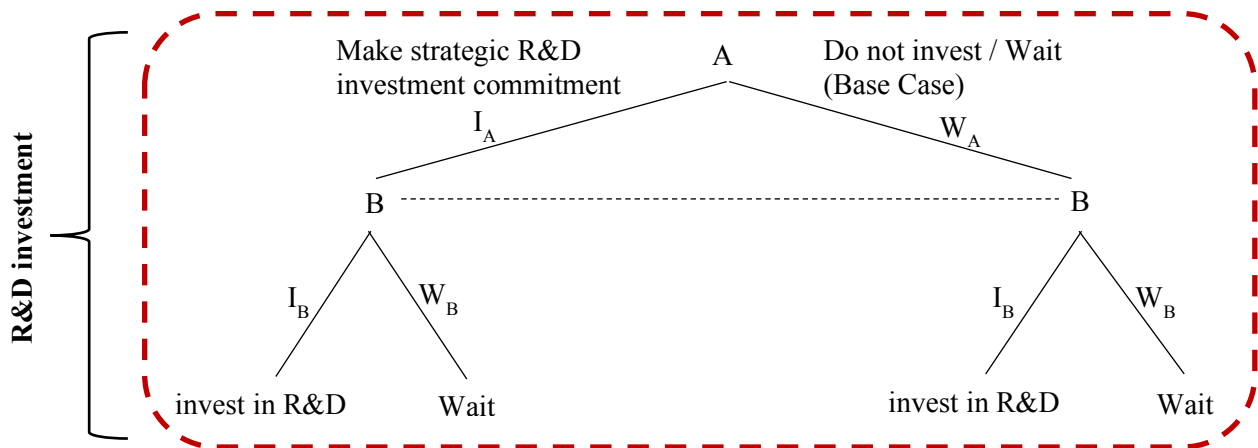 R&D investment
Make strategic R&D
investment commitment
A
Do not invest / Wait
(Base Case)
I_A
W_A
B
B
I_B
W_B
I_B
W_B
invest in R&D
Wait
invest in R&D
Wait